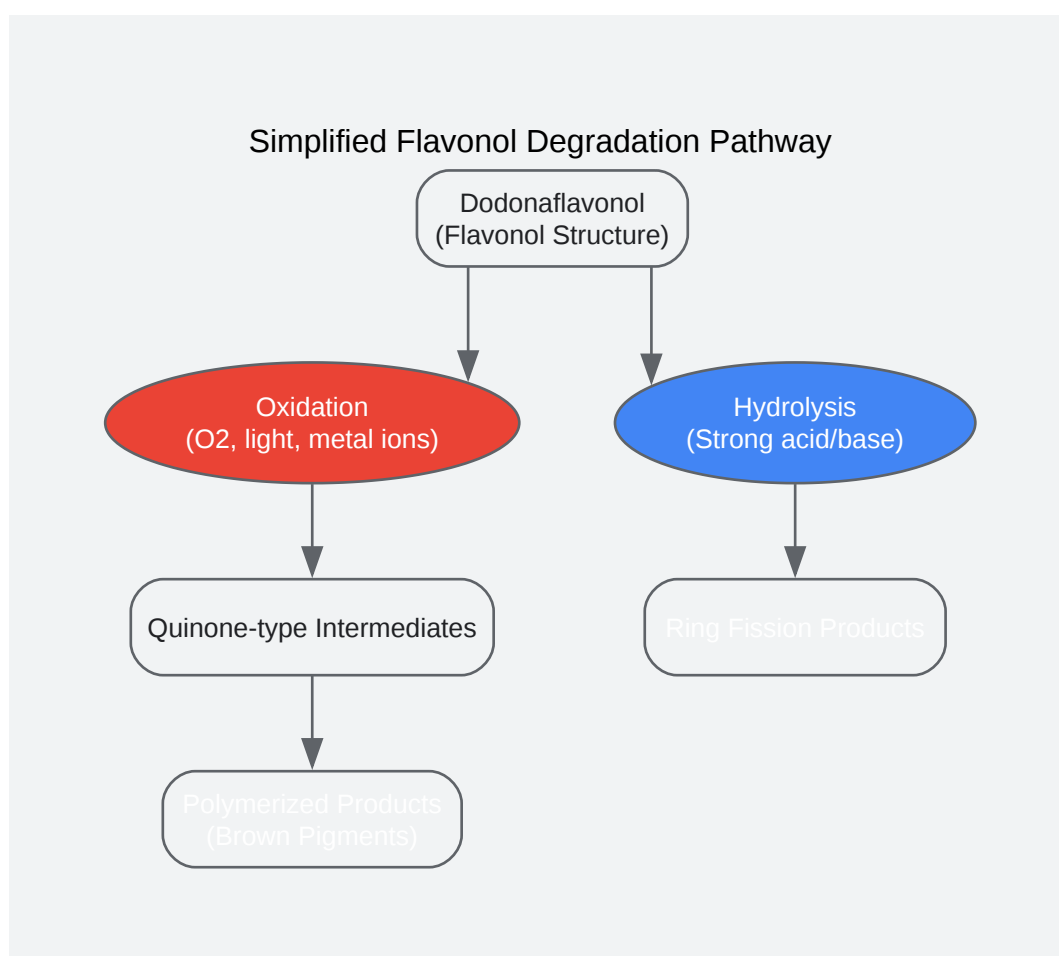 Simplified Flavonol Degradation Pathway
Dodonaflavonol
(Flavonol Structure)
Oxidation
(O2, light, metal ions)
Hydrolysis
(Strong acid/base)
Quinone-type Intermediates
Ring Fission Products
Polymerized Products
(Brown Pigments)